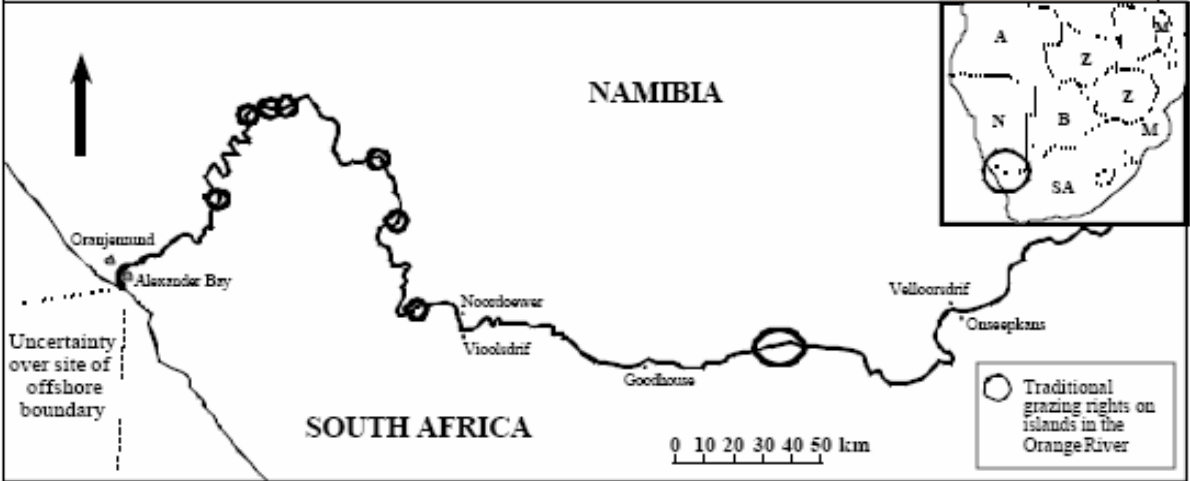 NAMIBIA
A
Z
M
Z
N
B
M
SA
Oranjemund
Alexander Bay
Noordoewer
Vioolsdrif
Velloorsdrif
Onseepkans
Goodhouse
Uncertainty
over site of
offshore
boundary
SOUTH AFRICA
0 10 20 30 40 50 km
Traditional
grazing rights on
islands in the
Orange River